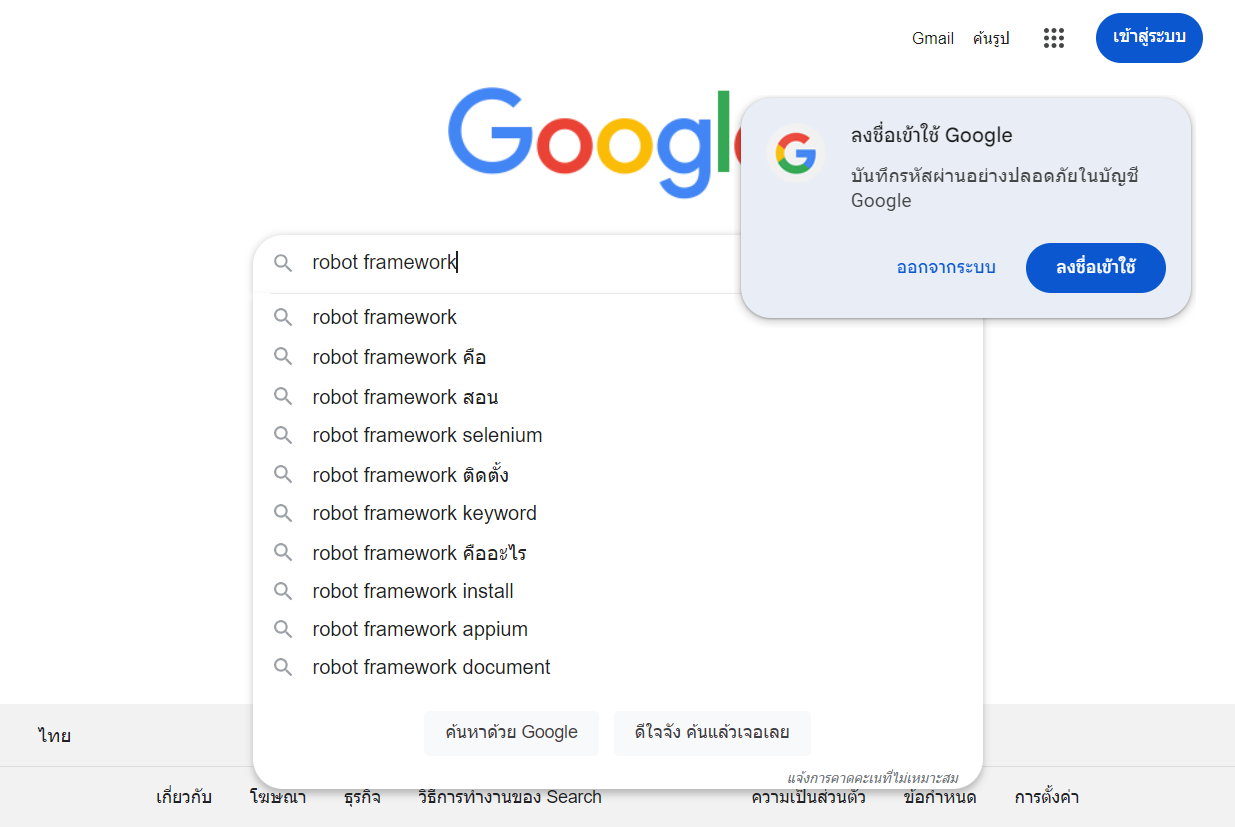 Gmail ค้นรูป เข้าสู่ระบบ
Google
ลงชื่อเข้าใช้ Google
บันทึกรหัสผ่านอย่างปลอดภัยในบัญชี
Google
ออกจากระบบ ลงชื่อเข้าใช้
robot framework
robot framework
robot framework คือ
robot framework สอน
robot framework selenium
robot framework ติดตั้ง
robot framework keyword
robot framework คืออะไร
robot framework install
robot framework appium
robot framework document
ค้นหาด้วย Google ดีใจจัง ค้นแล้วเจอเลย
แจ้งการคาดคะเนที่ไม่เหมาะสม
ไทย
เกี่ยวกับ โฆษณา ธุรกิจ วิธีการทำงานของ Search ความเป็นส่วนตัว ข้อกำหนด การตั้งค่า